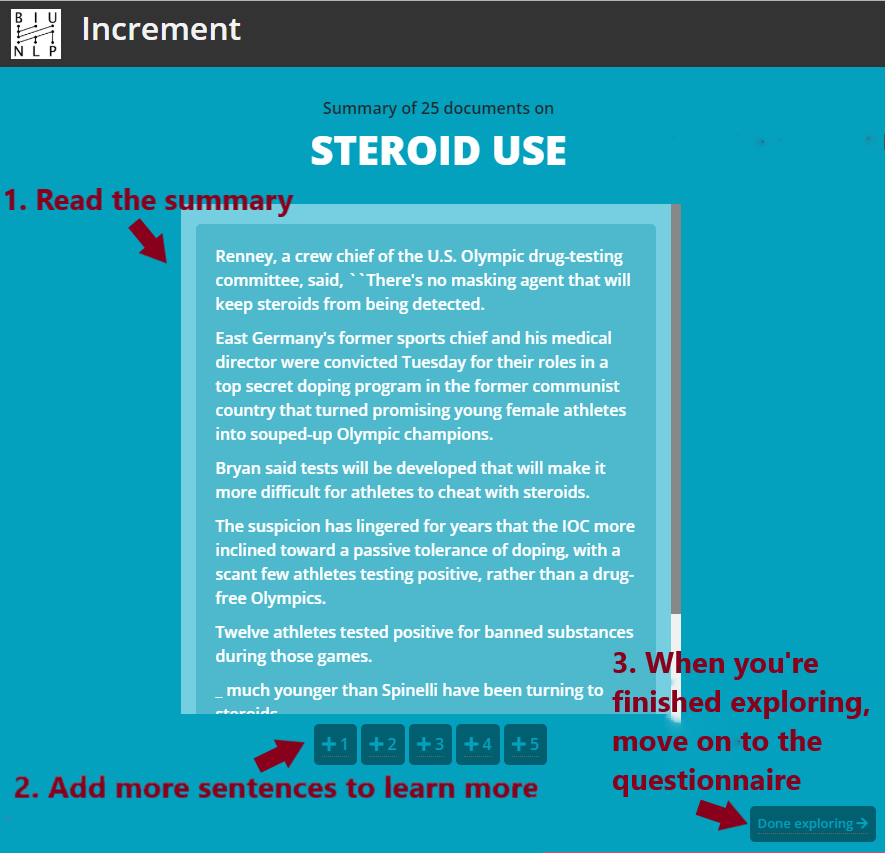 B I U
N L P
Increment
Summary of 25 documents on
STEROID USE
1. Read the summary
Renney, a crew chief of the U.S. Olympic drug-testing
committee, said, ``There's no masking agent that will
keep steroids from being detected.
East Germany's former sports chief and his medical
director were convicted Tuesday for their roles in a
top secret doping program in the former communist
country that turned promising young female athletes
into souped-up Olympic champions.
Bryan said tests will be developed that will make it
more difficult for athletes to cheat with steroids.
The suspicion has lingered for years that the IOC more
inclined toward a passive tolerance of doping, with a
scant few athletes testing positive, rather than a drug-
free Olympics.
Twelve athletes tested positive for banned substances
during those games.
_ much younger than Spinelli have been turning to
steroids
+1 +2 +3 +4 +5
2. Add more sentences to learn more
3. When you're
finished exploring,
move on to the
questionnaire
Done exploring →